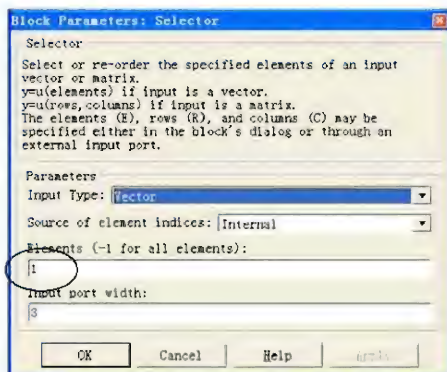 Block Parameters: Selector
Selector
Select or re-order the specified elements of an input
vector or matrix.
y=u(elements) if input is a vector.
y=u(rows,columns) if input is a matrix.
The elements (E), rows (R), and columns (C) may be
specified either in the block's dialog or through an
external input port.
Parameters
Input Type: Vector
Source of element indices: Internal
Elements (-1 for all elements):
1
Input port width:
3
OK Cancel Help Apply